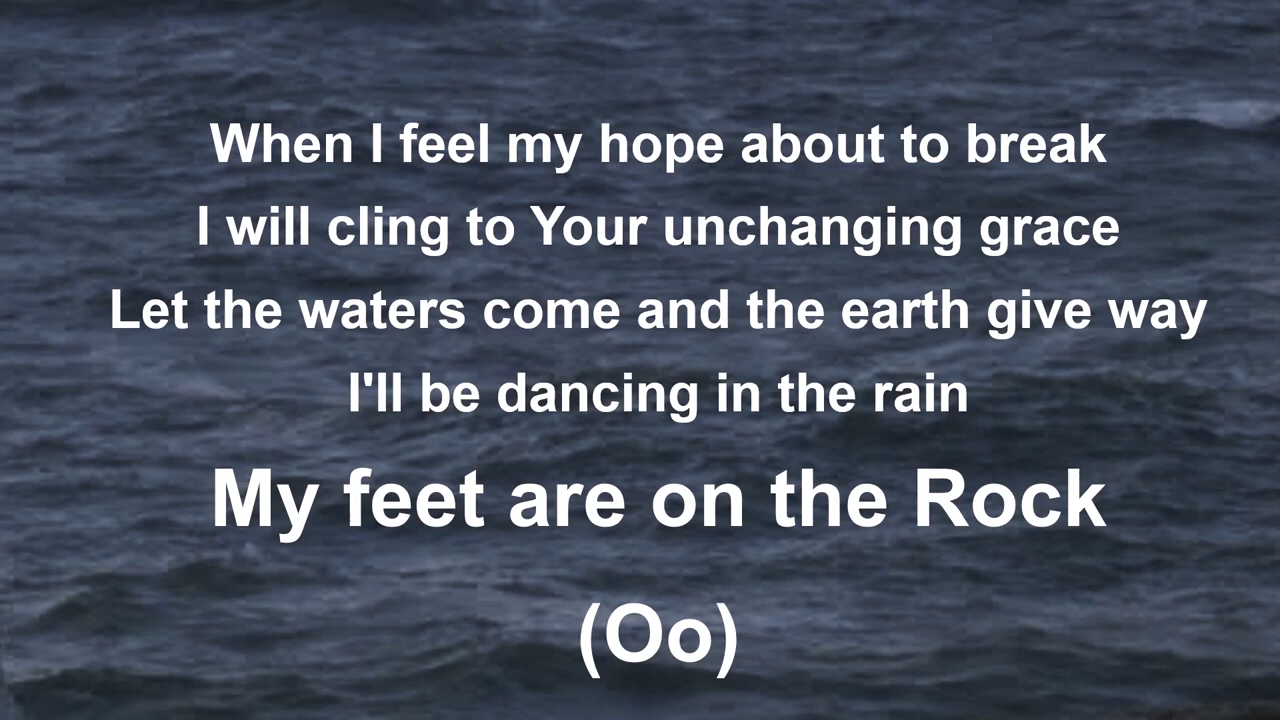 When I feel my hope about to break
I will cling to Your unchanging grace
Let the waters come and the earth give way
I'll be dancing in the rain
My feet are on the Rock
(Oo)